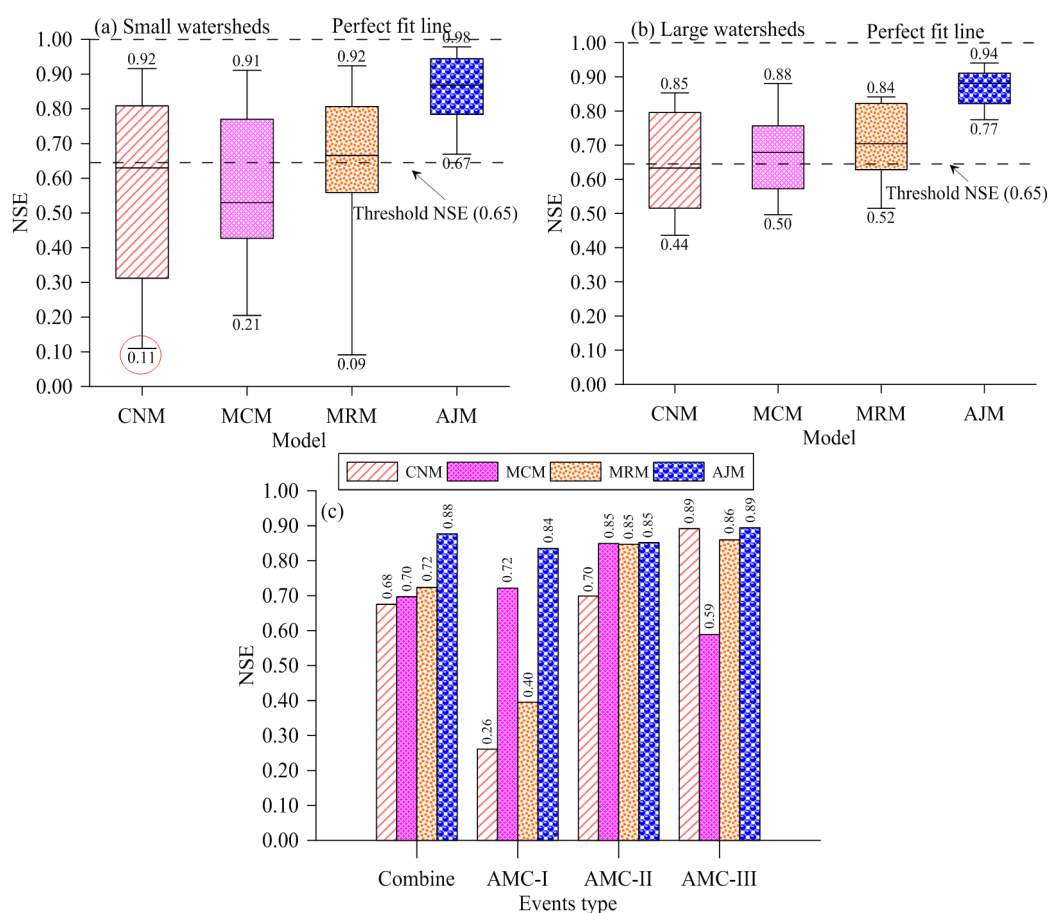 (a) Small watersheds
Perfect fit line
1.00
0.90
0.80
0.70
0.60
0.50
0.40
0.30
0.20
0.10
0.00
NSE
0.92
0.91
0.92
0.98
0.11
0.21
0.09
0.67
Threshold NSE (0.65)
CNM
MCM
MRM
AJM
Model
(b) Large watersheds
Perfect fit line
1.00
0.90
0.80
0.70
0.60
0.50
0.40
0.30
0.20
0.10
0.00
NSE
0.85
0.88
0.84
0.94
0.44
0.50
0.52
0.77
Threshold NSE (0.65)
CNM
MCM
MRM
AJM
Model
CNM
MCM
MRM
AJM
(c)
1.00
0.90
0.80
0.70
0.60
0.50
0.40
0.30
0.20
0.10
0.00
NSE
0.68
0.70
0.72
0.88
0.26
0.72
0.40
0.84
0.70
0.85
0.85
0.85
0.89
0.59
0.86
0.89
Combine
AMC-I
AMC-II
AMC-III
Events type